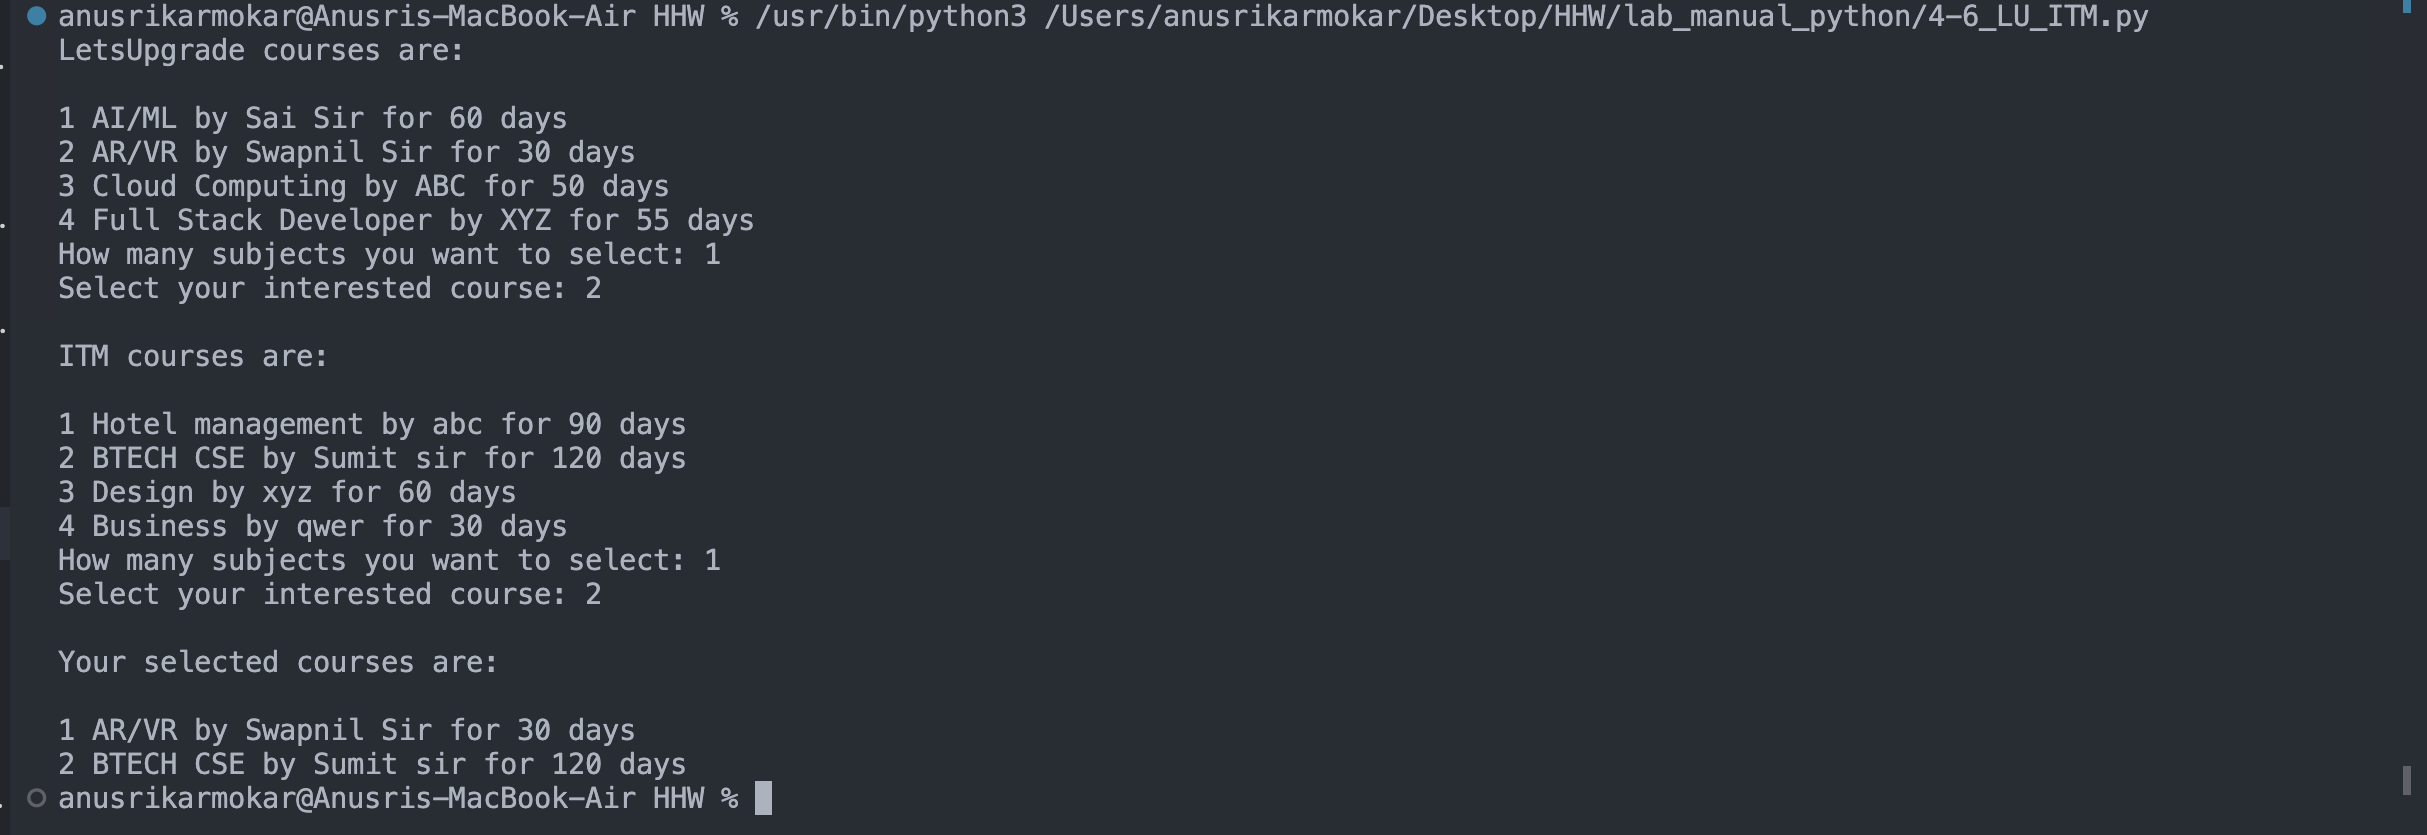 anusrikarmokar@Anusris-MacBook-Air HHW % /usr/bin/python3 /Users/anusrikarmokar/Desktop/HHW/lab_manual_python/4-6_LU_ITM.py
LetsUpgrade courses are:
1 AI/ML by Sai Sir for 60 days
2 AR/VR by Swapnil Sir for 30 days
3 Cloud Computing by ABC for 50 days
4 Full Stack Developer by XYZ for 55 days
How many subjects you want to select: 1
Select your interested course: 2
ITM courses are:
1 Hotel management by abc for 90 days
2 BTECH CSE by Sumit sir for 120 days
3 Design by xyz for 60 days
4 Business by qwer for 30 days
How many subjects you want to select: 1
Select your interested course: 2
Your selected courses are:
1 AR/VR by Swapnil Sir for 30 days
2 BTECH CSE by Sumit sir for 120 days
anusrikarmokar@Anusris-MacBook-Air HHW %